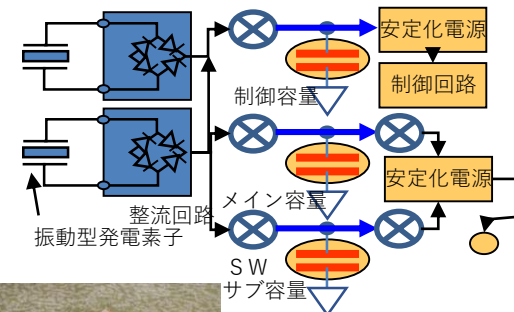 安定化電源
制御回路
制御容量
安定化電源
メイン容量
整流回路
振動型発電素子
ＳＷ
サブ容量